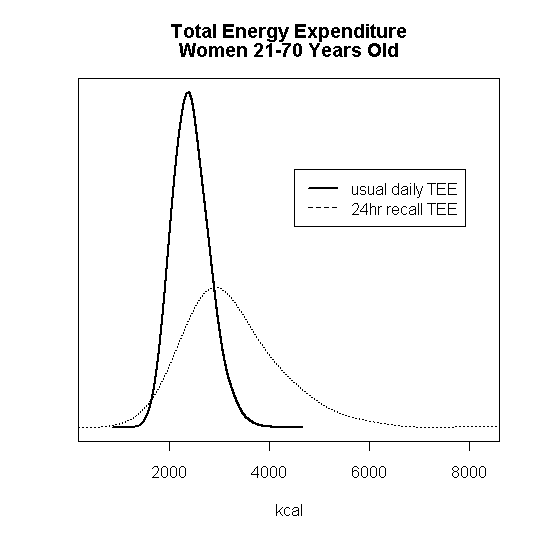 Total Energy Expenditure
Women 21-70 Years Old
usual daily TEE
24hr recall TEE
2000 4000 6000 8000
kcal